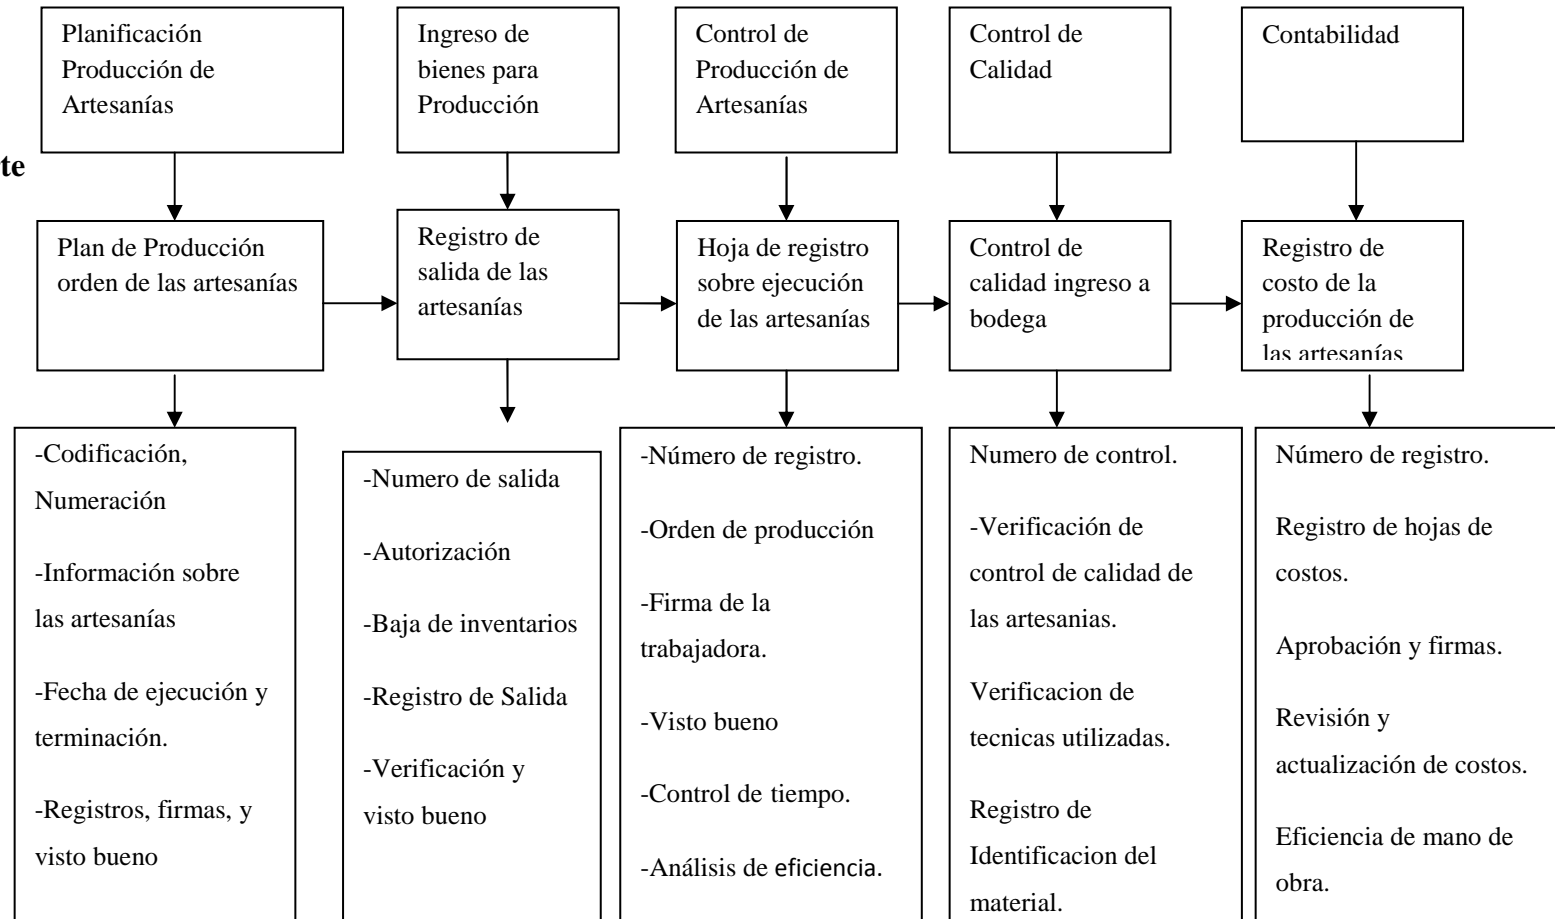 Planificación
Producción de
Artesanías
Ingreso de
bienes para
Producción
Control de
Producción de
Artesanías
Control de
Calidad
Contabilidad
te
Plan de Producción
orden de las artesanías
Registro de
salida de las
artesanías
Hoja de registro
sobre ejecución
de las artesanías
Control de
calidad ingreso a
bodega
Registro de
costo de la
producción de
las artesanías
-Codificación,
Numeración
-Información sobre
las artesanías
-Fecha de ejecución y
terminación.
-Registros, firmas, y
visto bueno
-Numero de salida
-Autorización
-Baja de inventarios
-Registro de Salida
-Verificación y
visto bueno
-Número de registro.
-Orden de producción
-Firma de la
trabajadora.
-Visto bueno
-Control de tiempo.
-Análisis de eficiencia.
Numero de control.
-Verificación de
control de calidad de
las artesanias.
Verificacion de
tecnicas utilizadas.
Registro de
Identificacion del
material.
Número de registro.
Registro de hojas de
costos.
Aprobación y firmas.
Revisión y
actualización de costos.
Eficiencia de mano de
obra.